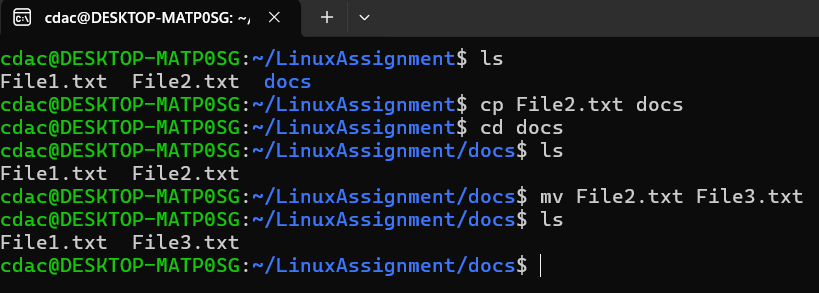 cdac@DESKTOP-MATP0SG: ~/
cdac@DESKTOP-MATP0SG:~/LinuxAssignment$ ls
File1.txt  File2.txt  docs
cdac@DESKTOP-MATP0SG:~/LinuxAssignment$ cp File2.txt docs
cdac@DESKTOP-MATP0SG:~/LinuxAssignment$ cd docs
cdac@DESKTOP-MATP0SG:~/LinuxAssignment/docs$ ls
File1.txt  File2.txt
cdac@DESKTOP-MATP0SG:~/LinuxAssignment/docs$ mv File2.txt File3.txt
cdac@DESKTOP-MATP0SG:~/LinuxAssignment/docs$ ls
File1.txt  File3.txt
cdac@DESKTOP-MATP0SG:~/LinuxAssignment/docs$